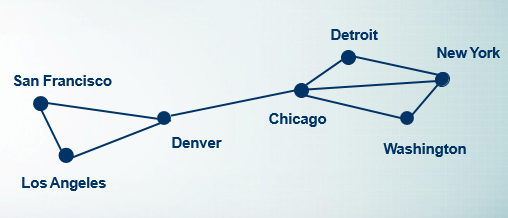 Detroit
New York
San Francisco
Chicago
Denver
Washington
Los Angeles